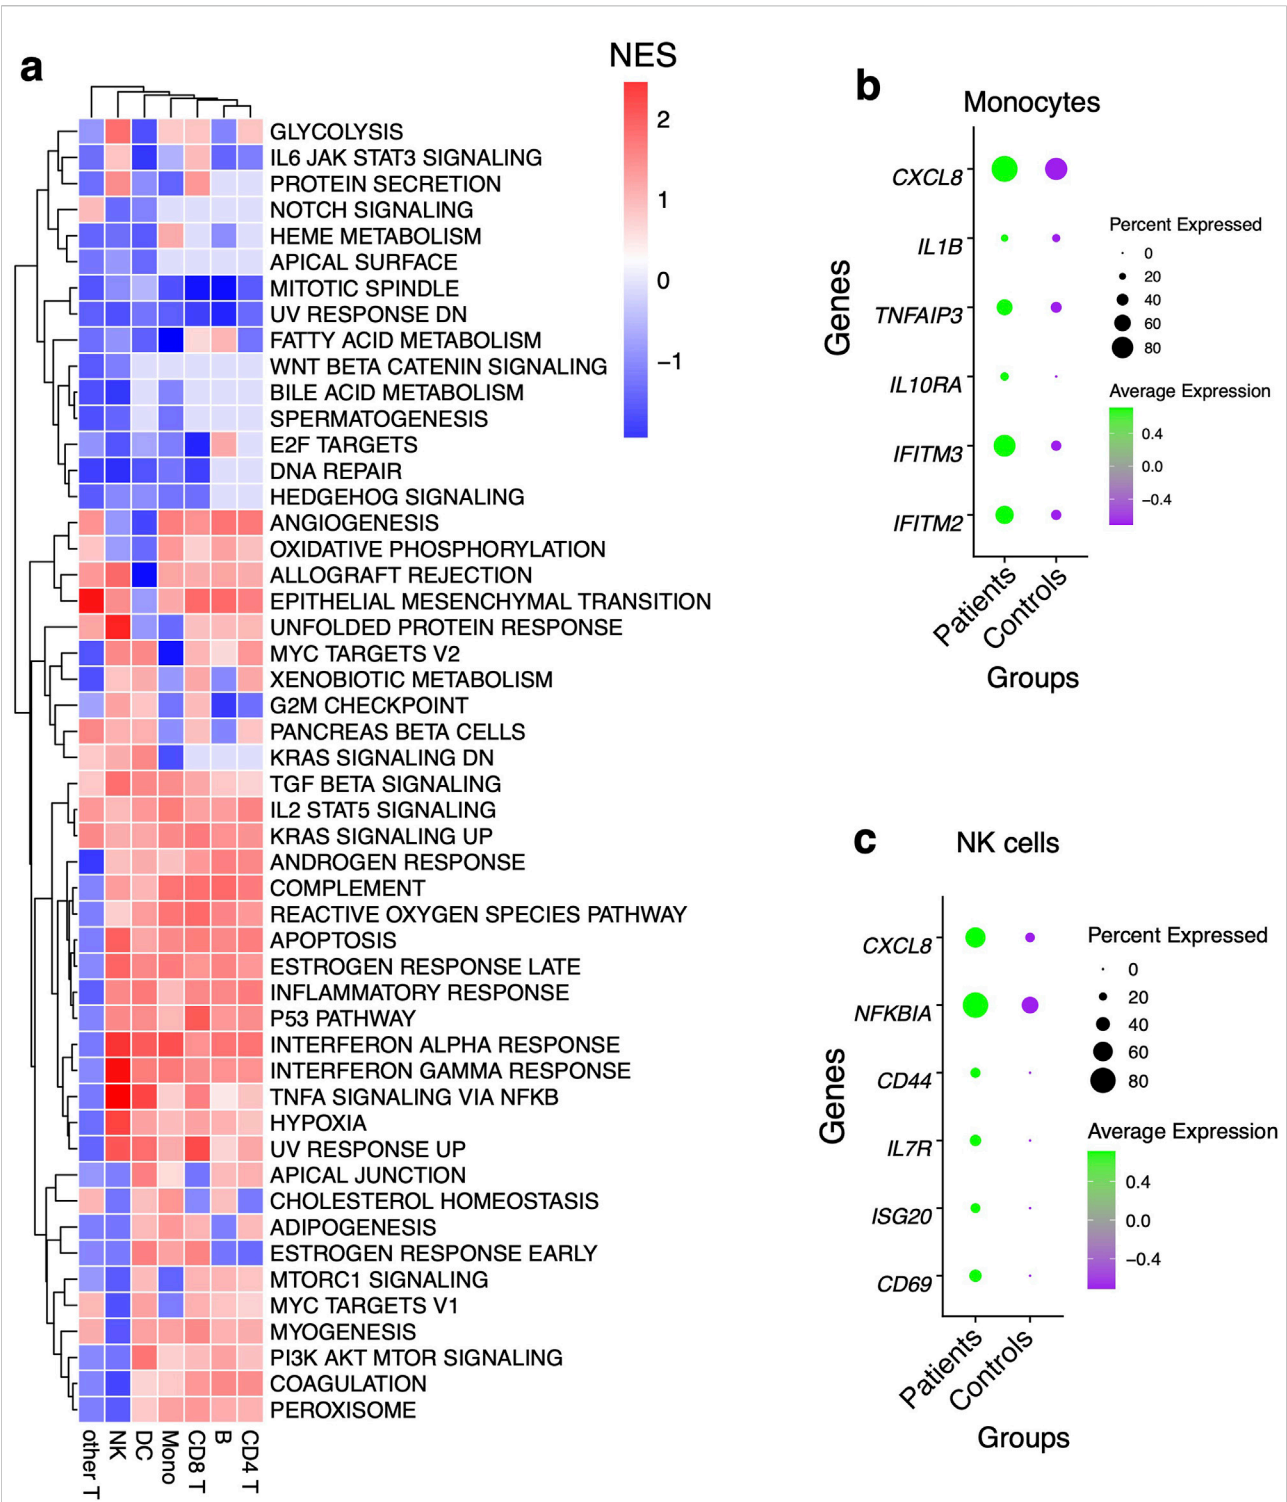 a
NES
2
1
0
−1
GLYCOLYSIS
IL6 JAK STAT3 SIGNALING
PROTEIN SECRETION
NOTCH SIGNALING
HEME METABOLISM
APICAL SURFACE
MITOTIC SPINDLE
UV RESPONSE DN
FATTY ACID METABOLISM
WNT BETA CATENIN SIGNALING
BILE ACID METABOLISM
SPERMATOGENESIS
E2F TARGETS
DNA REPAIR
HEDGEHOG SIGNALING
ANGIOGENESIS
OXIDATIVE PHOSPHORYLATION
ALLOGRAFT REJECTION
EPITHELIAL MESENCHYMAL TRANSITION
UNFOLDED PROTEIN RESPONSE
MYC TARGETS V2
XENOBIOTIC METABOLISM
G2M CHECKPOINT
PANCREAS BETA CELLS
KRAS SIGNALING DN
TGF BETA SIGNALING
IL2 STAT5 SIGNALING
KRAS SIGNALING UP
ANDROGEN RESPONSE
COMPLEMENT
REACTIVE OXYGEN SPECIES PATHWAY
APOPTOSIS
ESTROGEN RESPONSE LATE
INFLAMMATORY RESPONSE
P53 PATHWAY
INTERFERON ALPHA RESPONSE
INTERFERON GAMMA RESPONSE
TNFA SIGNALING VIA NFKB
HYPOXIA
UV RESPONSE UP
APICAL JUNCTION
CHOLESTEROL HOMEOSTASIS
ADIPOGENESIS
ESTROGEN RESPONSE EARLY
MTORC1 SIGNALING
MYC TARGETS V1
MYOGENESIS
PI3K AKT MTOR SIGNALING
COAGULATION
PEROXISOME
other T
NK
DC
Mono
CD8 T
B
CD4 T
b
Monocytes
Genes
CXCL8
IL1B
TNFAIP3
IL10RA
IFITM3
IFITM2
Patients
Controls
Groups
Percent Expressed
0
20
40
60
80
Average Expression
0.4
0.0
−0.4
c
NK cells
Genes
CXCL8
NFKBIA
CD44
IL7R
ISG20
CD69
Patients
Controls
Groups
Percent Expressed
0
20
40
60
80
Average Expression
0.4
0.0
−0.4